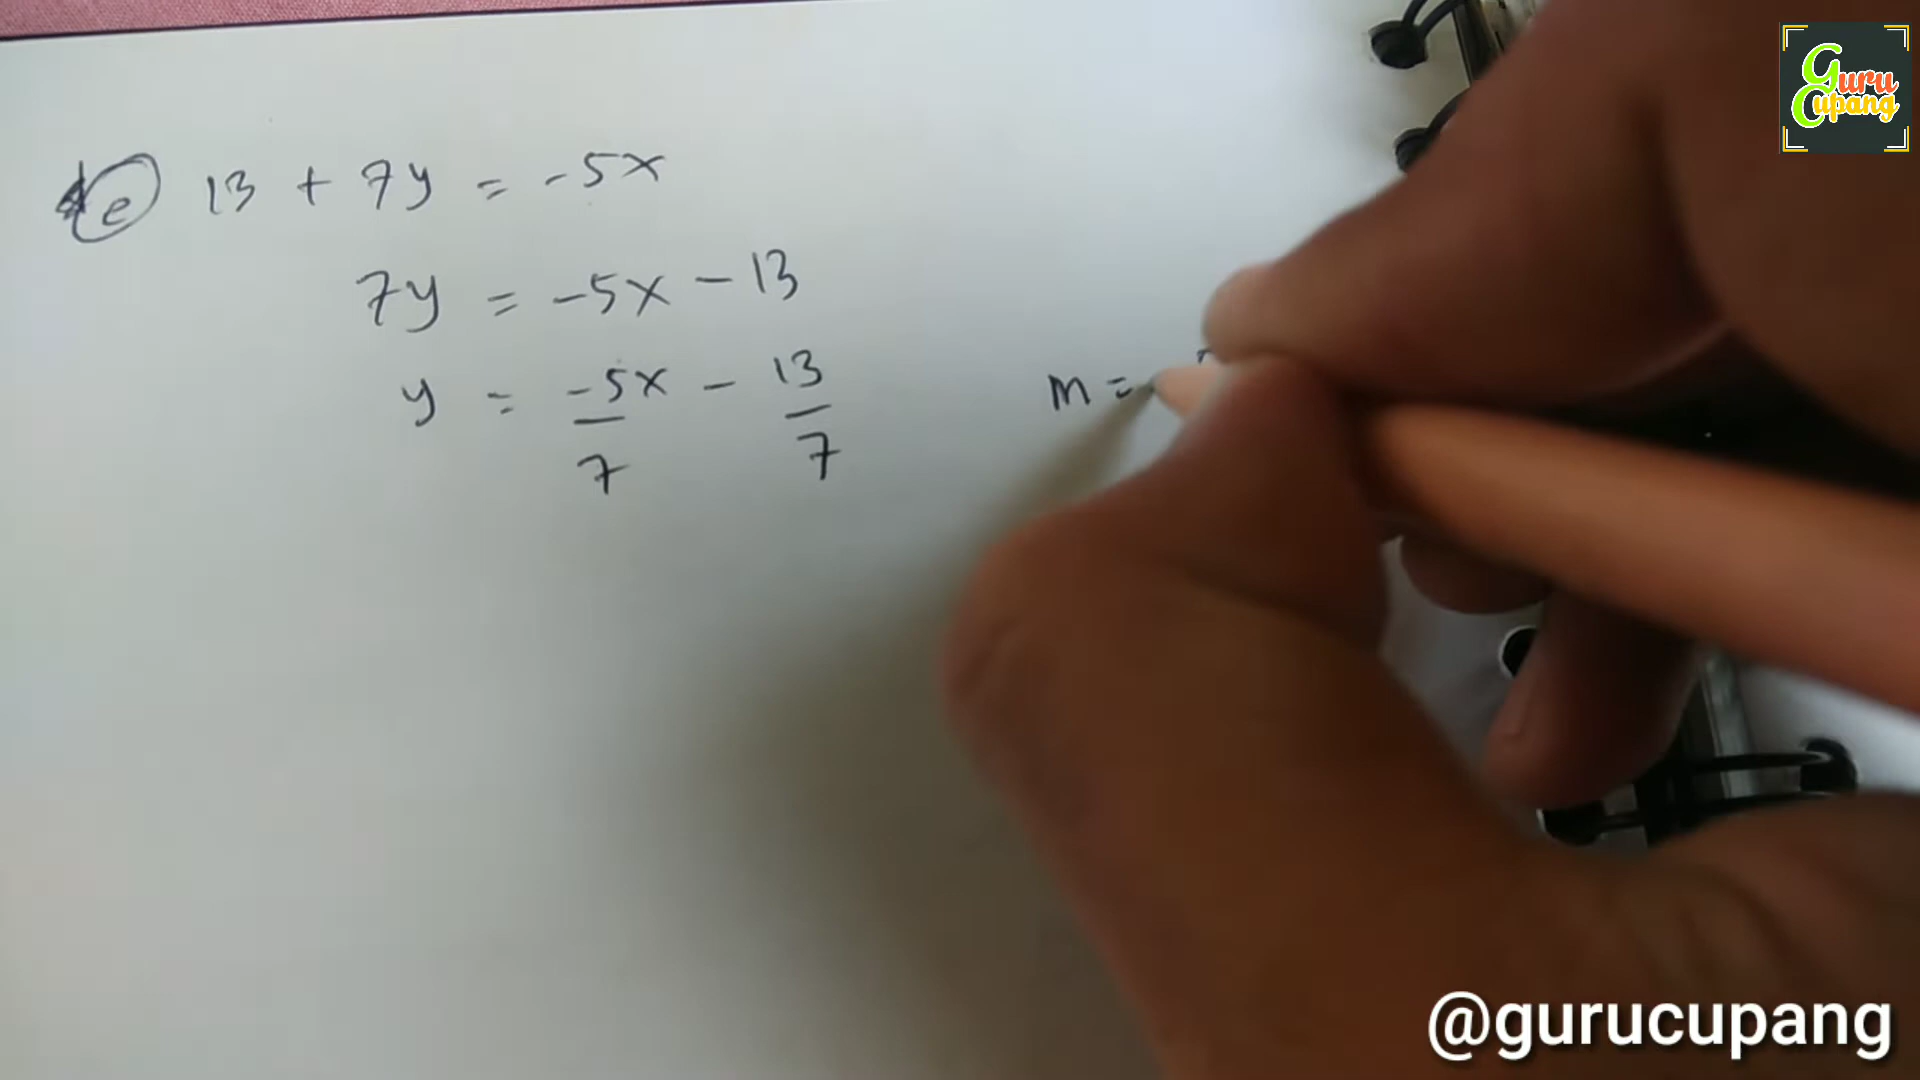 e 13 + 7y = -5x
7y = -5x - 13
y = -5x/7 - 13/7
m =
Guru
Cupang
@gurucupang